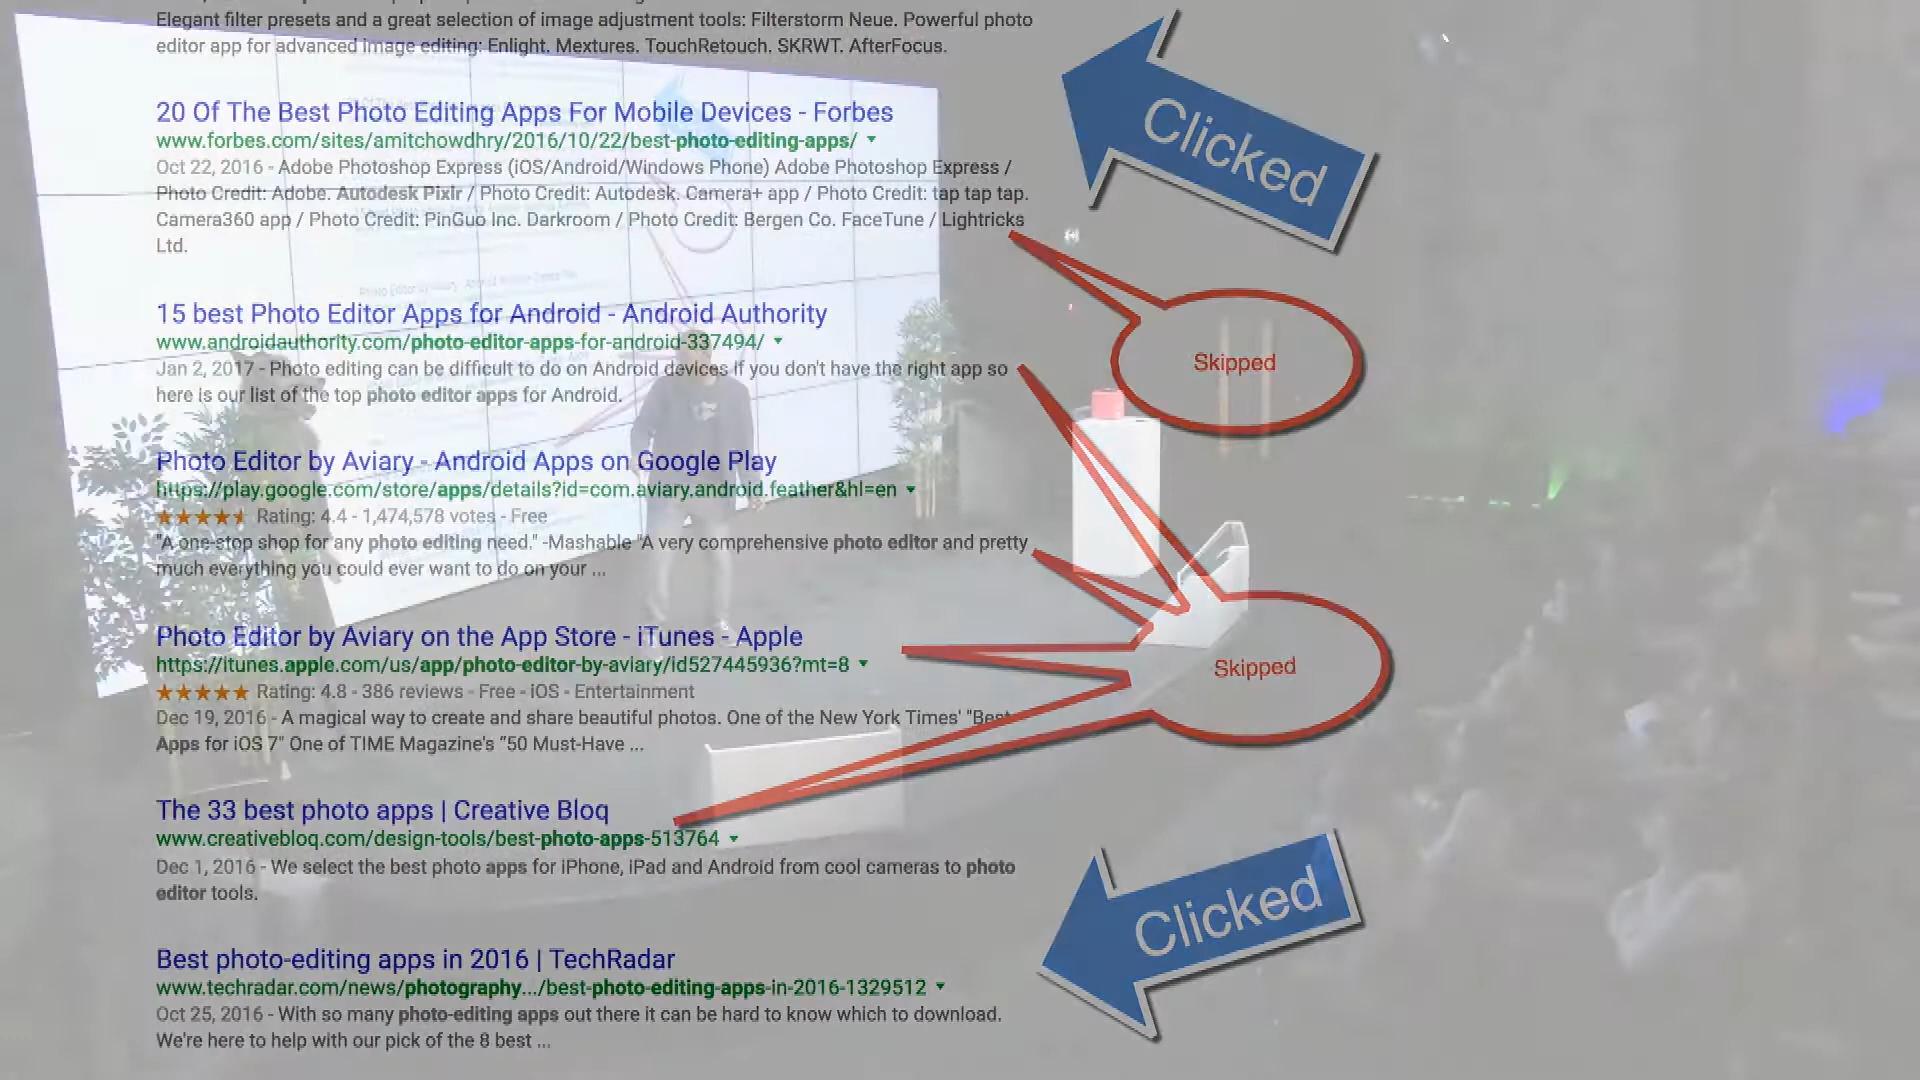 Elegant filter presets and a great selection of image adjustment tools: Filterstorm Neue. Powerful photo
editor app for advanced image editing: Enlight. Mextures. TouchRetouch. SKRWT. AfterFocus.
Clicked
20 Of The Best Photo Editing Apps For Mobile Devices - Forbes
www.forbes.com/sites/amitchowdhry/2016/10/22/best-photo-editing-apps/
Oct 22, 2016 - Adobe Photoshop Express (iOS/Android/Windows Phone) Adobe Photoshop Express /
Photo Credit: Adobe. Autodesk Pixlr / Photo Credit: Autodesk. Camera+ app / Photo Credit: tap tap tap.
Camera360 app / Photo Credit: PinGuo Inc. Darkroom / Photo Credit: Bergen Co. FaceTune / Lightricks
Ltd.
Skipped
15 best Photo Editor Apps for Android - Android Authority
www.androidauthority.com/photo-editor-apps-for-android-337494/
Jan 2, 2017 - Photo editing can be difficult to do on Android devices if you don't have the right app so
here is our list of the top photo editor apps for Android.
Photo Editor by Aviary - Android Apps on Google Play
https://play.google.com/store/apps/details?id=com.aviary.android.feather&hl=en
Rating: 4.4 - 1,474,578 votes - Free
"A one-stop shop for any photo editing need." -Mashable "A very comprehensive photo editor and pretty
much everything you could ever want to do on your ...
Skipped
Photo Editor by Aviary on the App Store - iTunes - Apple
https://itunes.apple.com/us/app/photo-editor-by-aviary/id527445936?mt=8
Rating: 4.8 - 386 reviews - Free - iOS - Entertainment
Dec 19, 2016 - A magical way to create and share beautiful photos. One of the New York Times' "Best
Apps for iOS 7" One of TIME Magazine's "50 Must-Have ...
The 33 best photo apps | Creative Bloq
www.creativebloq.com/design-tools/best-photo-apps-513764
Dec 1, 2016 - We select the best photo apps for iPhone, iPad and Android from cool cameras to photo
editor tools.
Clicked
Best photo-editing apps in 2016 | TechRadar
www.techradar.com/news/photography.../best-photo-editing-apps-in-2016-1329512
Oct 25, 2016 - With so many photo-editing apps out there it can be hard to know which to download.
We're here to help with our pick of the 8 best ...